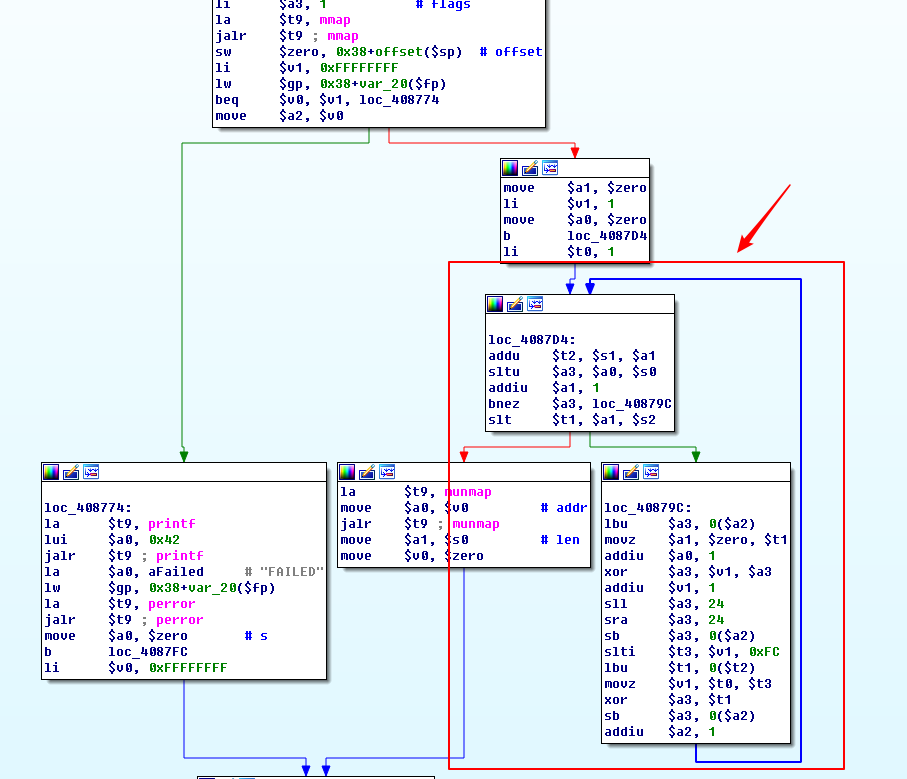 li $a3, 1 # flags
la $t9, mmap
jalr $t9 ; mmap
sw $zero, 0x38+offset($sp) # offset
li $v1, 0xFFFFFFFF
lw $gp, 0x38+var_20($fp)
beq $v0, $v1, loc_408774
move $a2, $v0
move $a1, $zero
li $v1, 1
move $a0, $zero
b loc_4087D4
li $t0, 1
loc_4087D4:
addu $t2, $s1, $a1
sltu $a3, $a0, $s0
addiu $a1, 1
bnez $a3, loc_40879C
slt $t1, $a1, $s2
loc_408774:
la $t9, printf
lui $a0, 0x42
jalr $t9 ; printf
la $a0, aFailed # "FAILED"
lw $gp, 0x38+var_20($fp)
la $t9, perror
jalr $t9 ; perror
move $a0, $zero # s
b loc_4087FC
li $v0, 0xFFFFFFFF
la $t9, munmap
move $a0, $v0 # addr
jalr $t9 ; munmap
move $a1, $s0 # len
move $v0, $zero
loc_40879C:
lbu $a3, 0($a2)
movz $a1, $zero, $t1
addiu $a0, 1
xor $a3, $v1, $a3
addiu $v1, 1
sll $a3, 24
sra $a3, 24
sb $a3, 0($a2)
slti $t3, $v1, 0xFC
lbu $t1, 0($t2)
movz $v1, $t0, $t3
xor $a3, $t1
sb $a3, 0($a2)
addiu $a2, 1